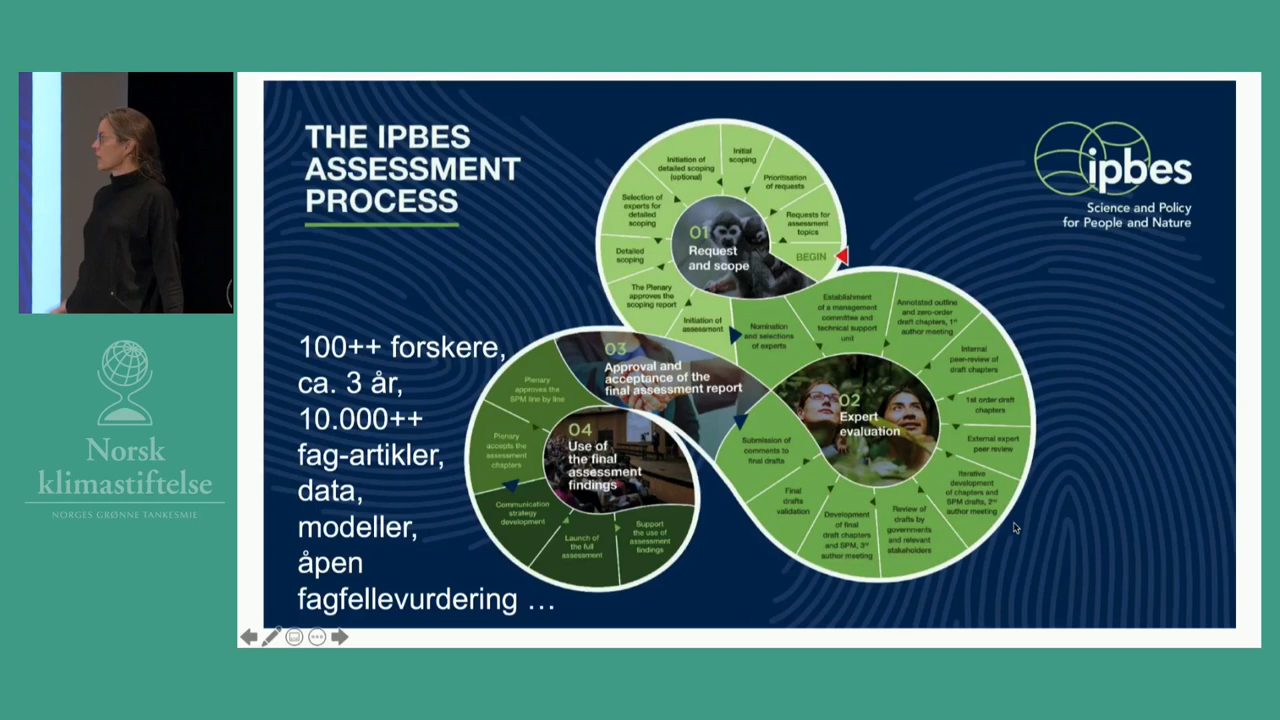 THE IPBES
ASSESSMENT
PROCESS
ipbes
Science and Policy
for People and Nature
100++ forskere,
ca. 3 år,
10.000++
fag-artikler,
data,
modeller,
åpen
fagfellevurdering …
Norsk
klimastiftelse
NORGES GRØNNE TANKESMIE
01
Request
and scope
BEGIN
Requests for
assessment
topics
Prioritisation
of requests
Initial
scoping
Initiation of
detailed scoping
(optional)
Selection of
experts for
detailed
scoping
Detailed
scoping
The Plenary
approves the
scoping report
Initiation of
assessment
Nomination
and selections
of experts
02
Expert
evaluation
Establishment
of a management
committee and
technical support
unit
Annotated outline
and zero-order
draft chapters, 1st
author meeting
Internal
peer-review of
draft chapters
1st order draft
chapters
External expert
peer review
Iterative
development
of chapters and
SPM drafts, 2nd
author meeting
Review of
drafts by
governments
and relevant
stakeholders
Development
of final
draft chapters
and SPM, 3rd
author meeting
Final
drafts
validation
Submission of
comments to
final drafts
03
Approval and
acceptance of the
final assessment report
Plenary
approves the
SPM line by line
Plenary
accepts the
assessment
chapters
04
Use of
the final
assessment
findings
Communication
strategy
development
Launch of
the full
assessment
Support
the use of
assessment
findings